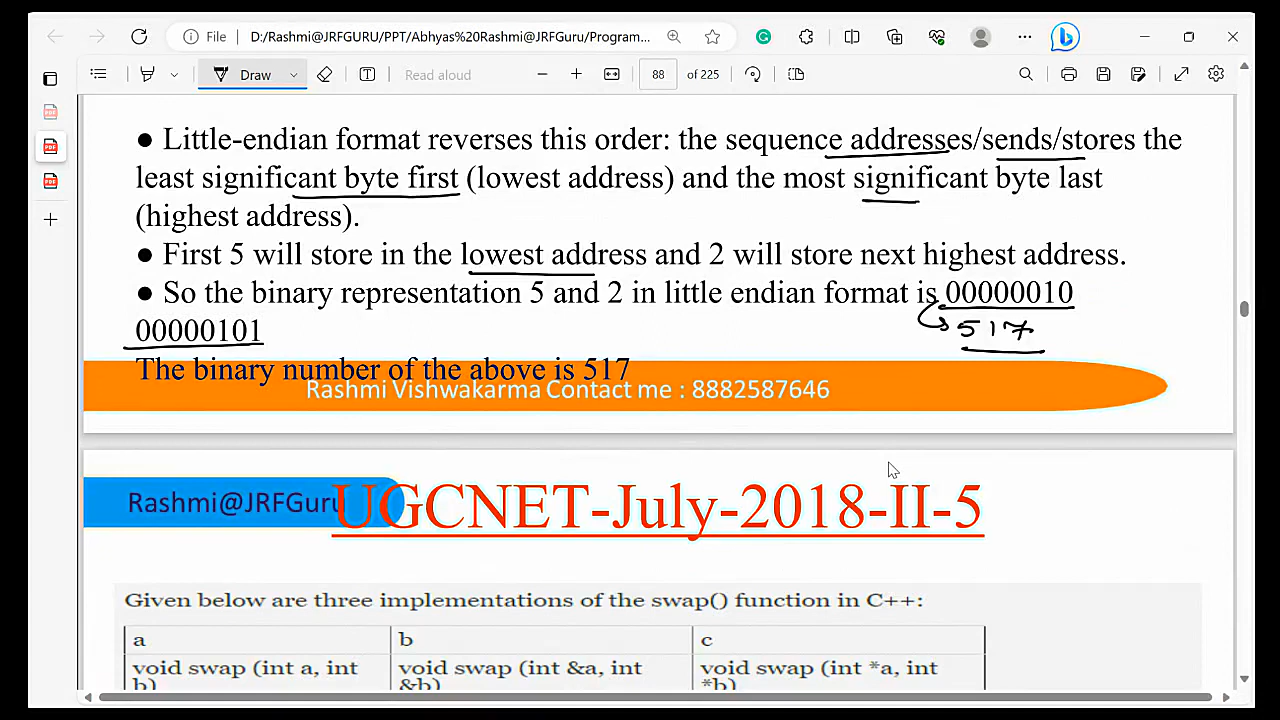 File
D:/Rashmi@JRFGURU/PPT/Abhyas%20Rashmi@JRFGuru/Program...
Draw
Read aloud
88
of 225
● Little-endian format reverses this order: the sequence addresses/sends/stores the
least significant byte first (lowest address) and the most significant byte last
(highest address).
● First 5 will store in the lowest address and 2 will store next highest address.
● So the binary representation 5 and 2 in little endian format is 00000010
00000101
517
The binary number of the above is 517
Rashmi Vishwakarma Contact me : 8882587646
Rashmi@JRFGuru
UGCNET-July-2018-II-5
Given below are three implementations of the swap() function in C++:
a b c
void swap (int a, int void swap (int &a, int void swap (int *a, int
b) &b) *b)